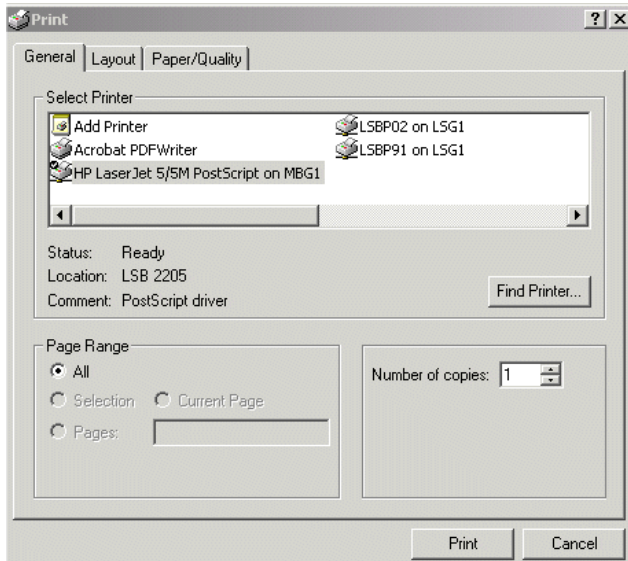 Print
General Layout Paper/Quality
Select Printer
Add Printer LSBP02 on LSG1
Acrobat PDFWriter LSBP91 on LSG1
HP LaserJet 5/5M PostScript on MBG1
Status: Ready
Location: LSB 2205
Comment: PostScript driver
Find Printer...
Page Range
All
Selection Current Page
Pages:
Number of copies: 1
Print Cancel